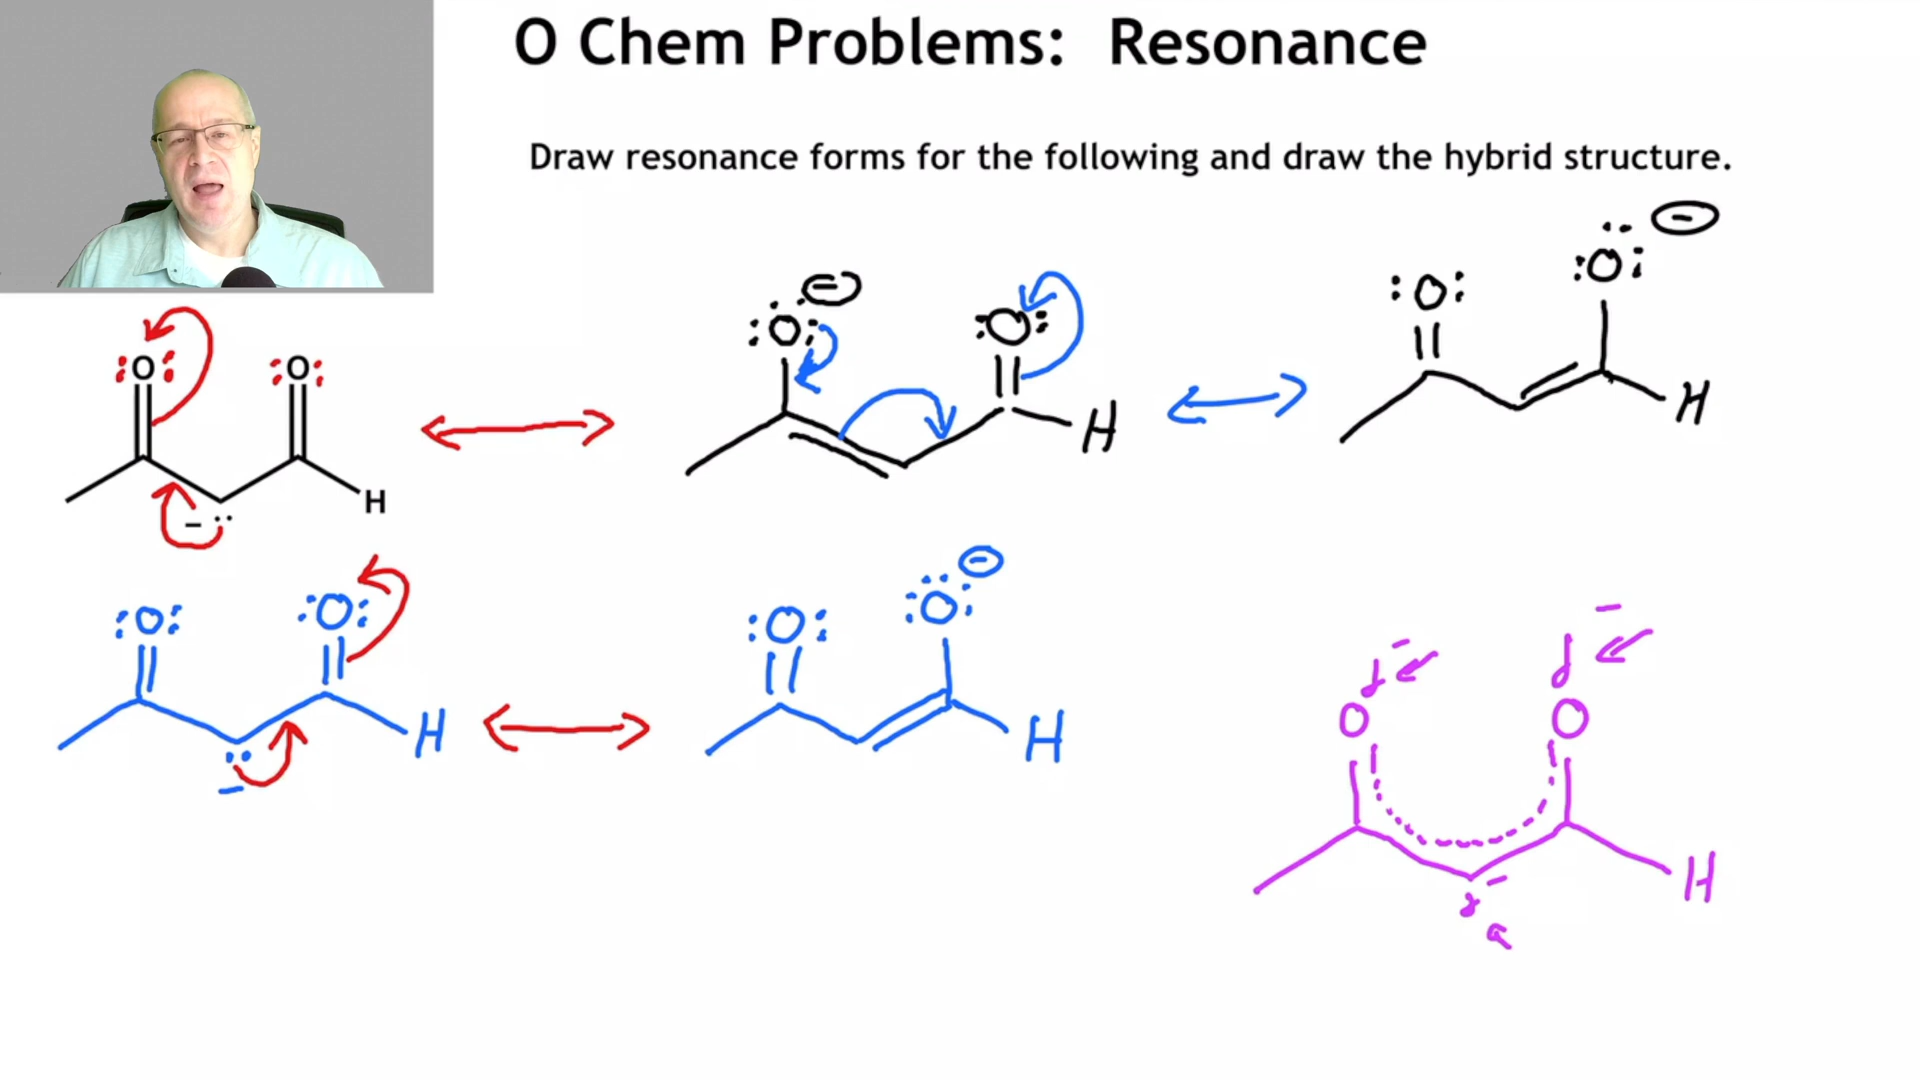 O Chem Problems: Resonance
Draw resonance forms for the following and draw the hybrid structure.
:O: :O: H
:O: − :O: H
:O: :O: − H
:O: :O: H −
:O: :O: − H
δ− δ−
O O
H
δ−